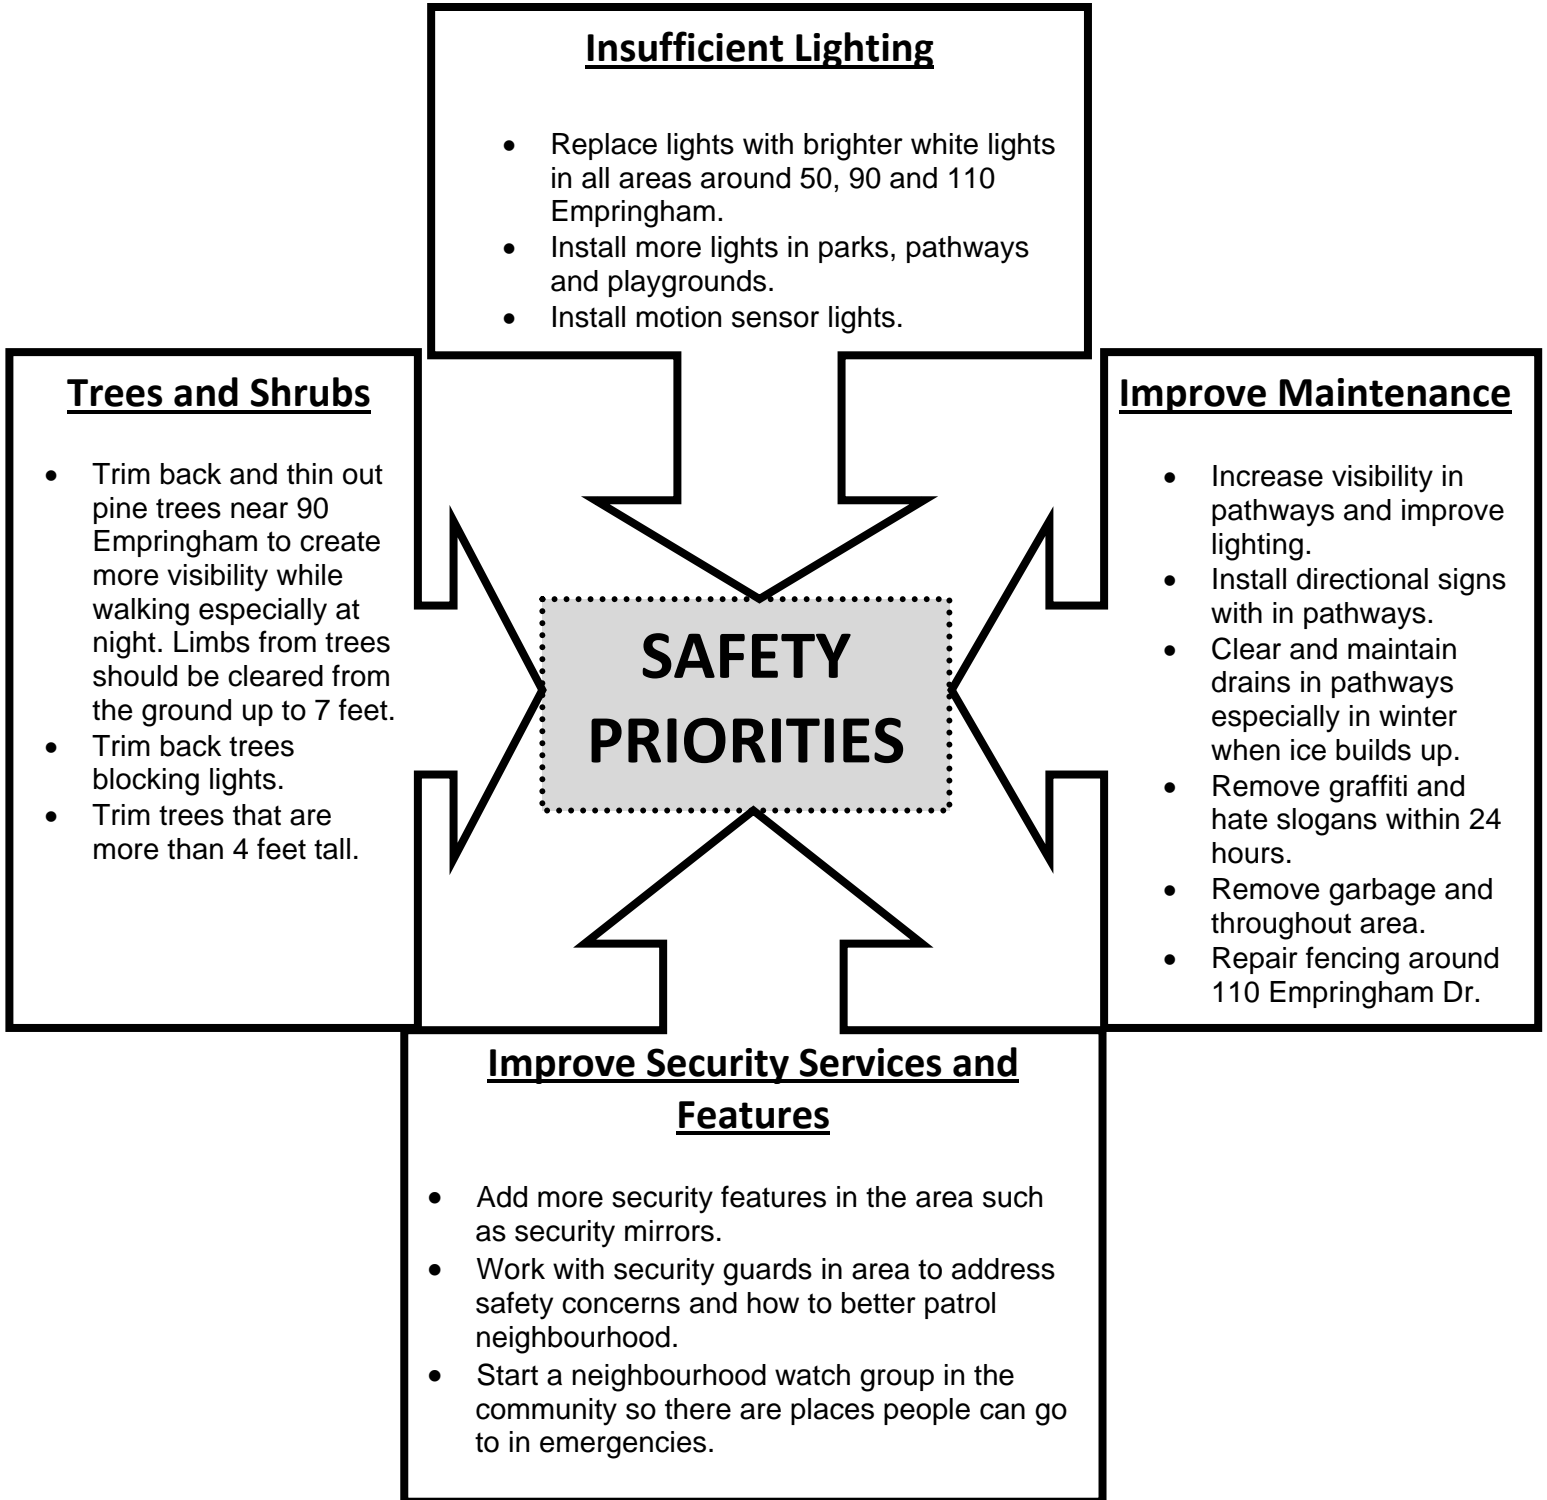 Insufficient Lighting
• Replace lights with brighter white lights
in all areas around 50, 90 and 110
Empringham.
• Install more lights in parks, pathways
and playgrounds.
• Install motion sensor lights.
Trees and Shrubs
• Trim back and thin out
pine trees near 90
Empringham to create
more visibility while
walking especially at
night. Limbs from trees
should be cleared from
the ground up to 7 feet.
• Trim back trees
blocking lights.
• Trim trees that are
more than 4 feet tall.
SAFETY
PRIORITIES
Improve Maintenance
• Increase visibility in
pathways and improve
lighting.
• Install directional signs
with in pathways.
• Clear and maintain
drains in pathways
especially in winter
when ice builds up.
• Remove graffiti and
hate slogans within 24
hours.
• Remove garbage and
throughout area.
• Repair fencing around
110 Empringham Dr.
Improve Security Services and
Features
• Add more security features in the area such
as security mirrors.
• Work with security guards in area to address
safety concerns and how to better patrol
neighbourhood.
• Start a neighbourhood watch group in the
community so there are places people can go
to in emergencies.